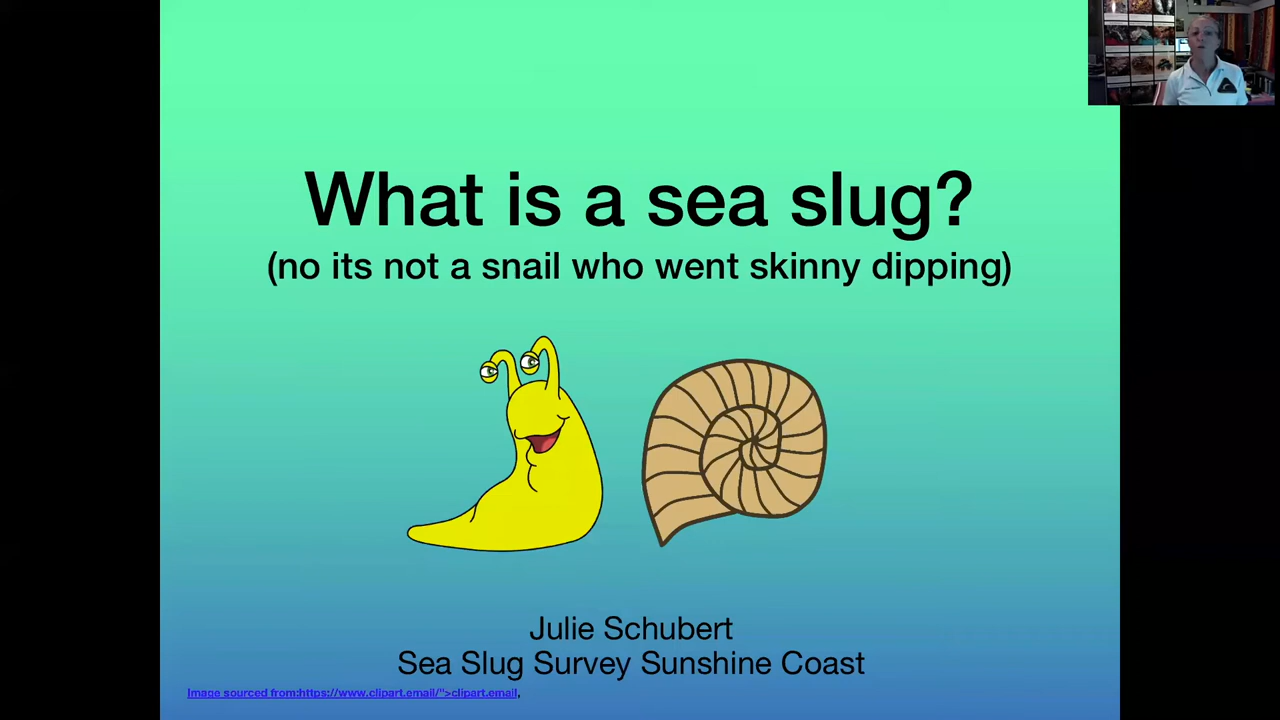 What is a sea slug?
(no its not a snail who went skinny dipping)
Julie Schubert
Sea Slug Survey Sunshine Coast
Image sourced from:https://www.clipart.email/">clipart.email,